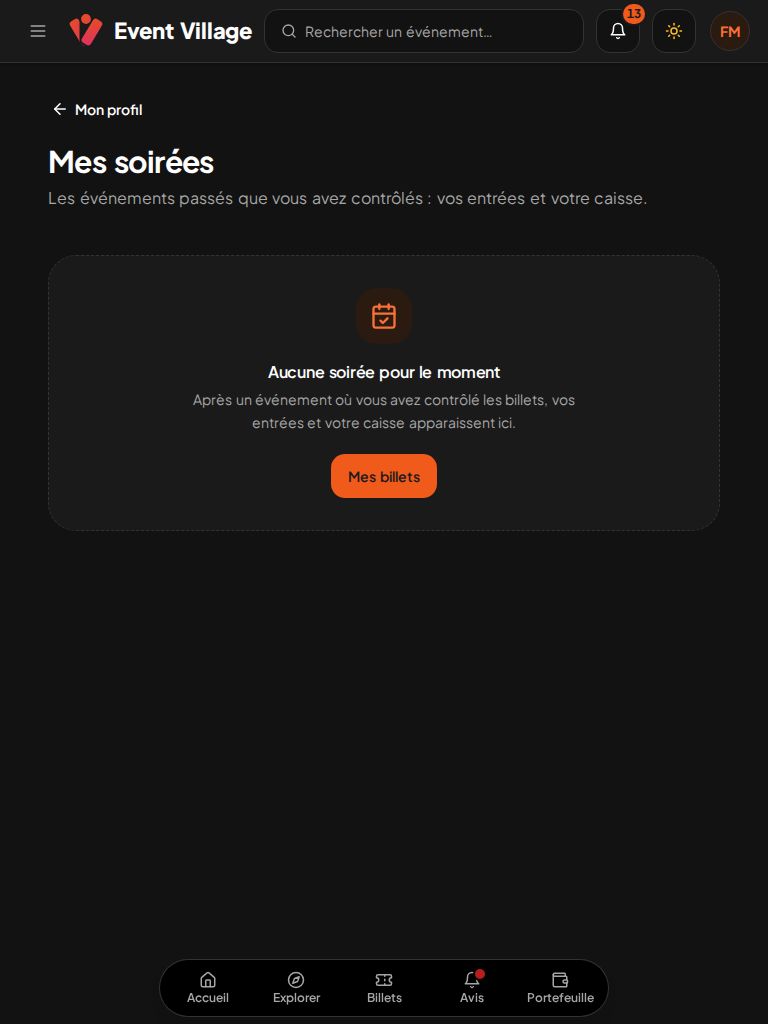 Event Village
Rechercher un événement...
13
FM
Mon profil
Mes soirées
Les événements passés que vous avez contrôlés : vos entrées et votre caisse.
Aucune soirée pour le moment
Après un événement où vous avez contrôlé les billets, vos
entrées et votre caisse apparaissent ici.
Mes billets
Accueil
Explorer
Billets
Avis
Portefeuille